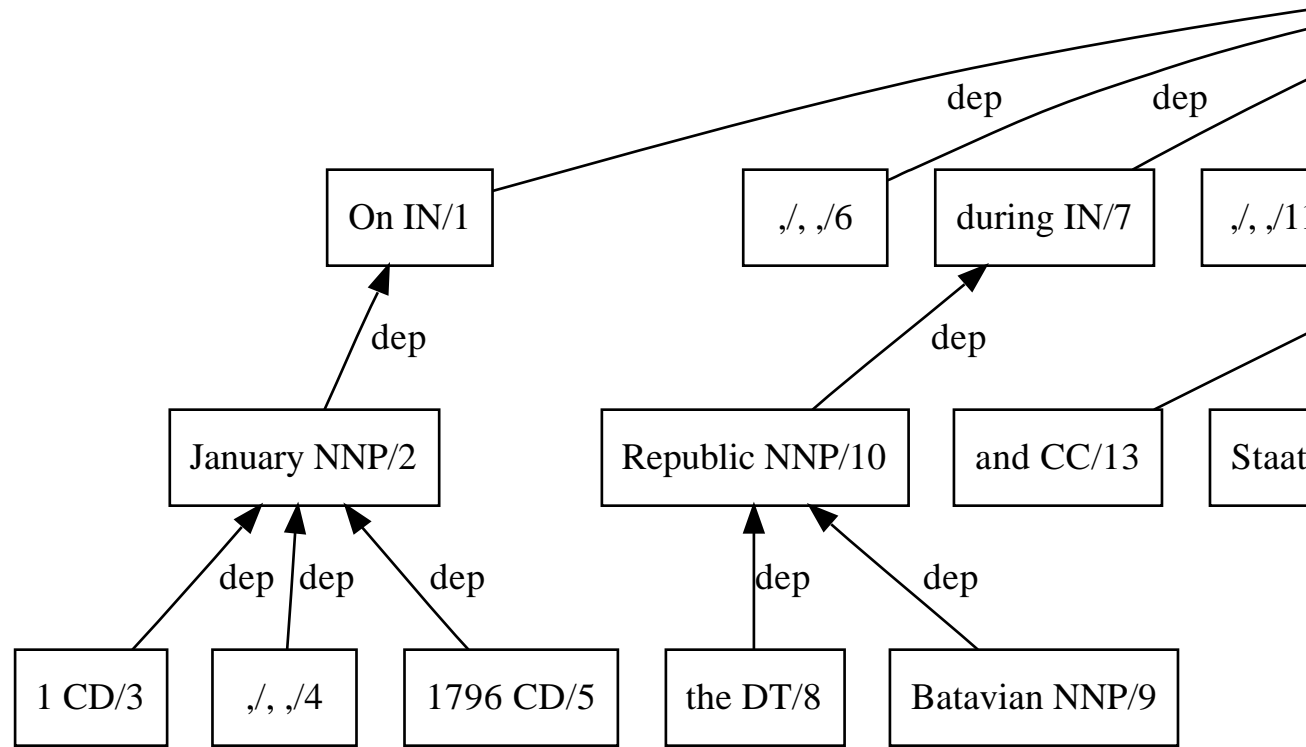 dep dep
On IN/1 ,/, ,/6 during IN/7 ,/, ,/11
dep dep
January NNP/2 Republic NNP/10 and CC/13 Staat
dep dep dep dep dep
1 CD/3 ,/, ,/4 1796 CD/5 the DT/8 Batavian NNP/9